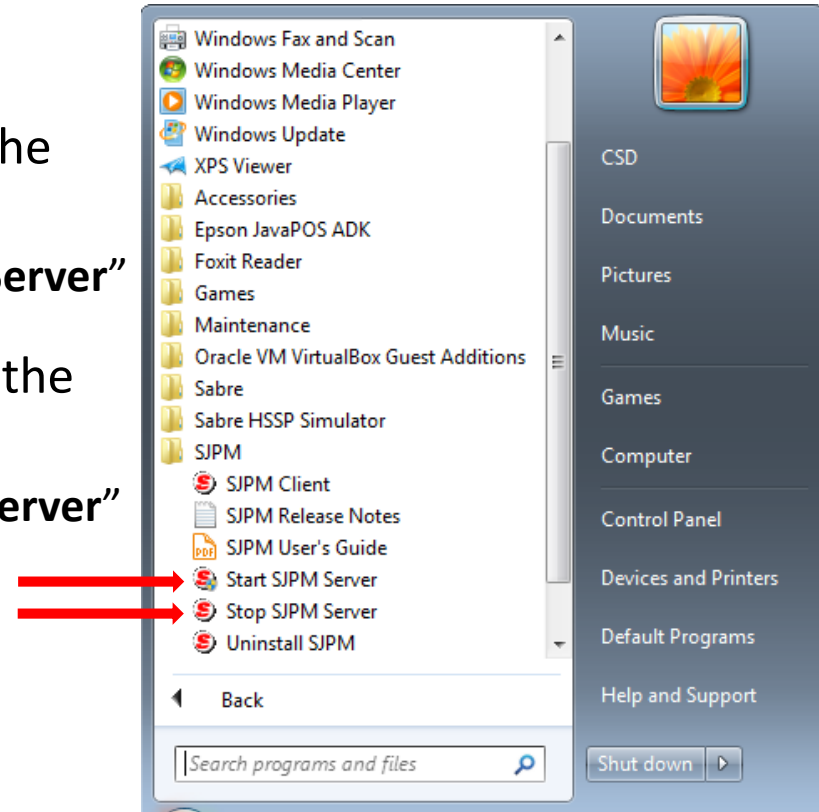 he
erver”
the
erver”
Windows Fax and Scan
Windows Media Center
Windows Media Player
Windows Update
XPS Viewer
Accessories
Epson JavaPOS ADK
Foxit Reader
Games
Maintenance
Oracle VM VirtualBox Guest Additions
Sabre
Sabre HSSP Simulator
SJPM
SJPM Client
SJPM Release Notes
PDF SJPM User's Guide
Start SJPM Server
Stop SJPM Server
Uninstall SJPM
Back
Search programs and files
CSD
Documents
Pictures
Music
Games
Computer
Control Panel
Devices and Printers
Default Programs
Help and Support
Shut down